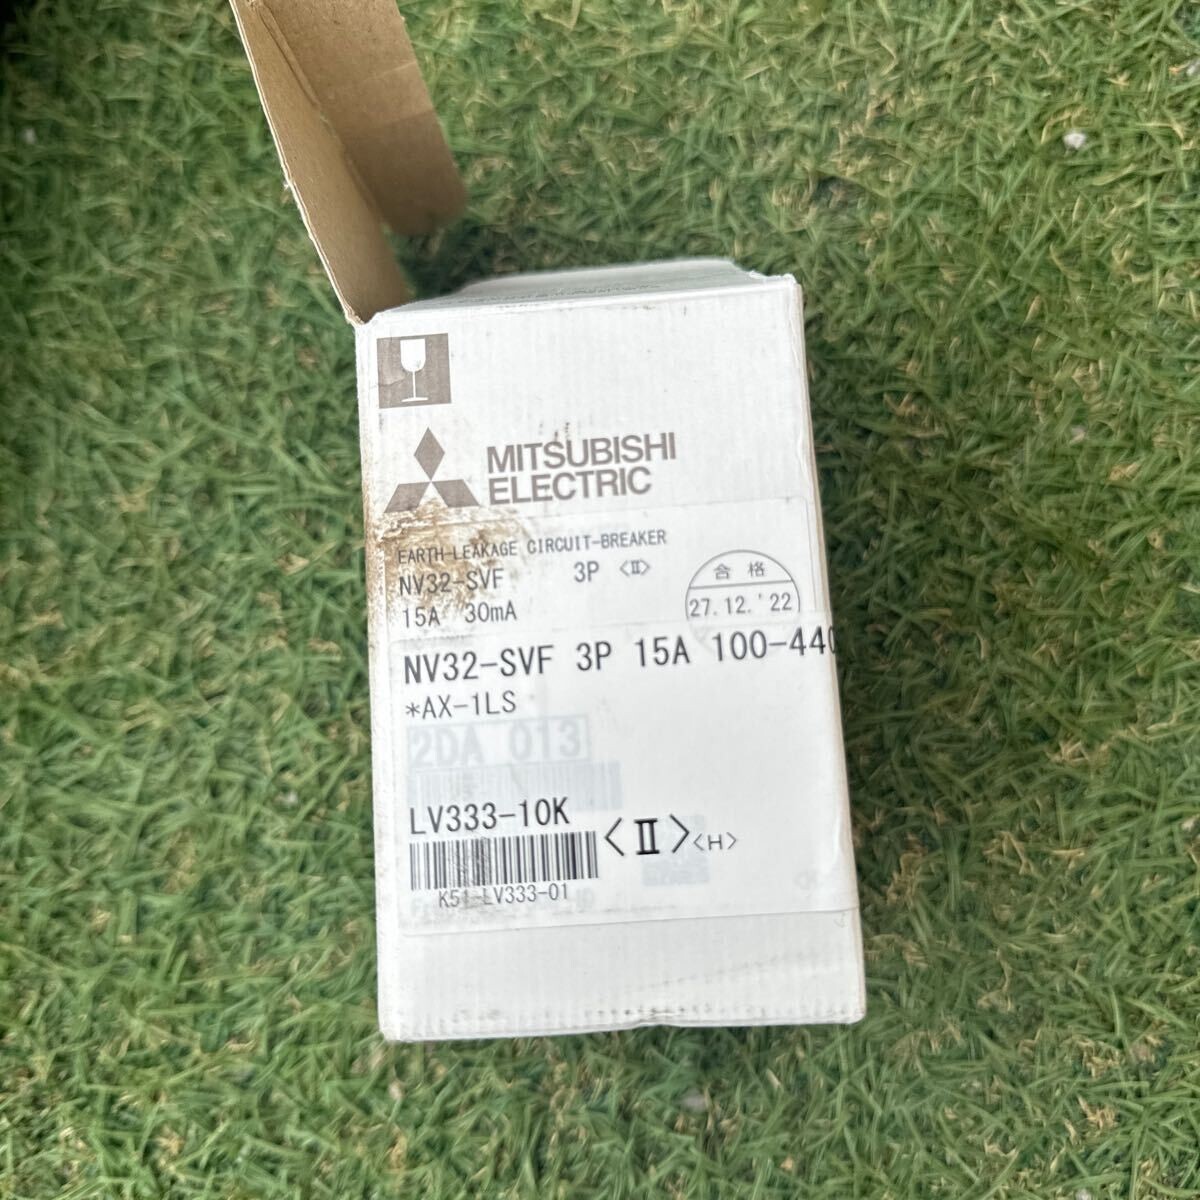 MITSUBISHI
ELECTRIC
EARTH-LEAKAGE CIRCUIT-BREAKER
NV32-SVF 3P <Ⅱ>
15A 30mA
合格
27.12.'22
NV32-SVF 3P 15A 100-440
*AX-1LS
2DA 013
LV333-10K
<Ⅱ><H>
K51-LV333-01